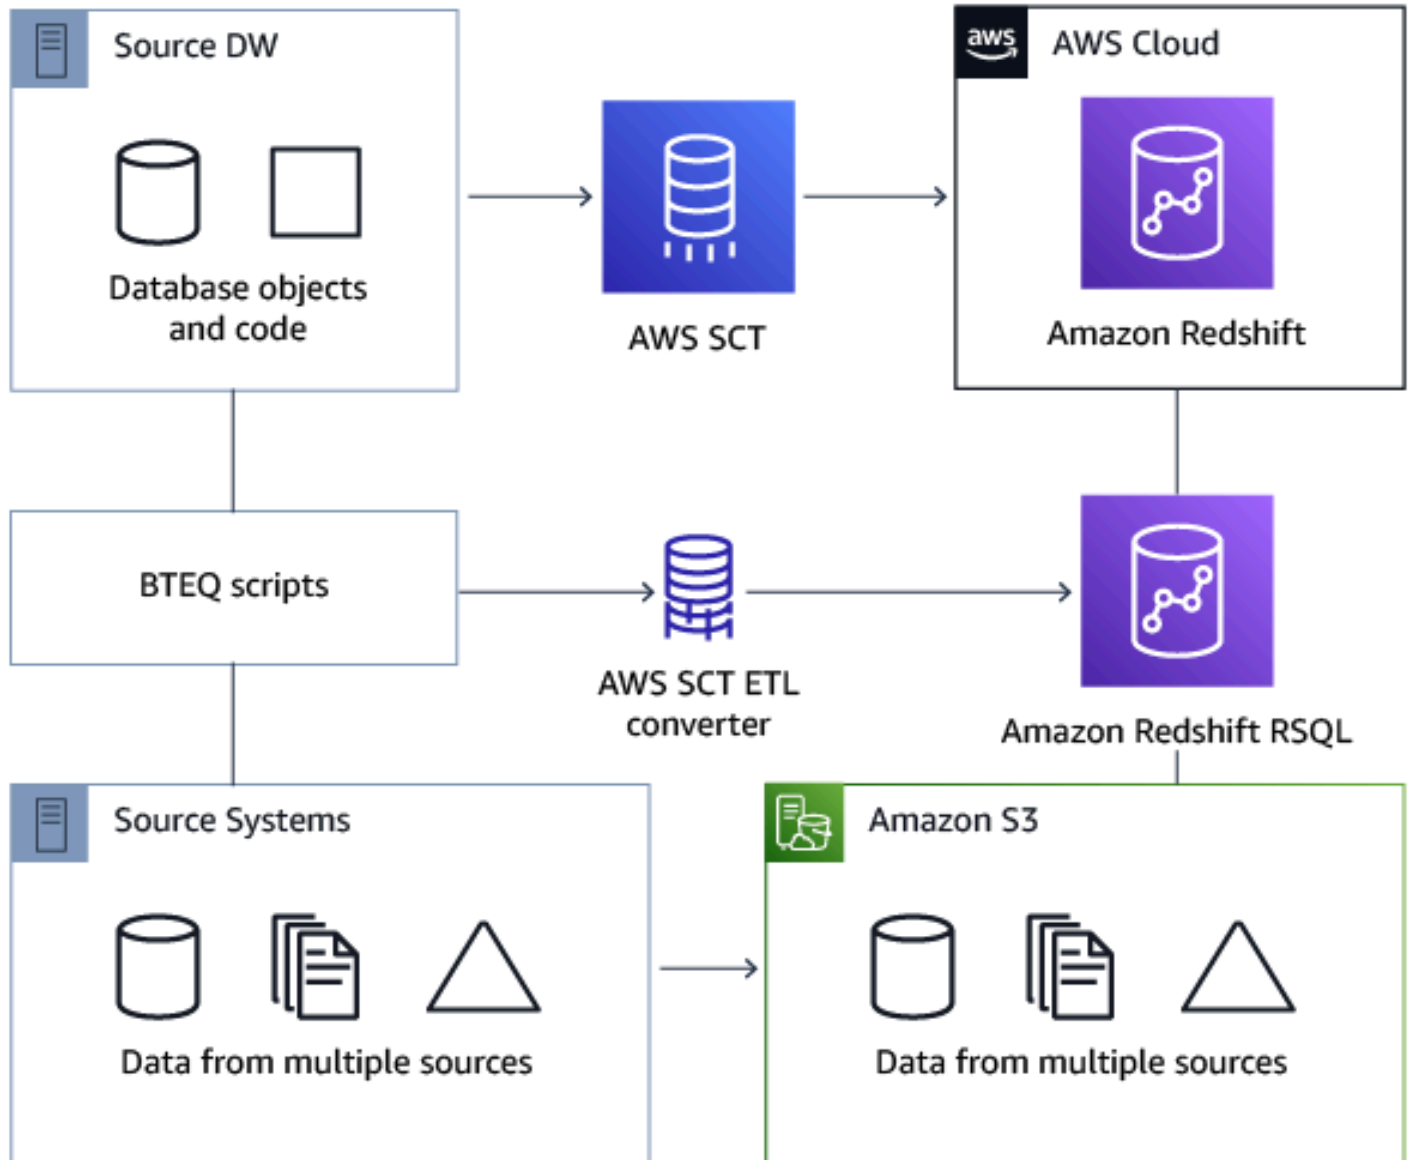 Source DW
aws
AWS Cloud
Database objects
and code
AWS SCT
Amazon Redshift
BTEQ scripts
AWS SCT ETL
converter
Amazon Redshift RSQL
Source Systems
Amazon S3
Data from multiple sources
Data from multiple sources